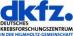 dkfz.
DEUTSCHES
KREBSFORSCHUNGSZENTRUM
IN DER HELMHOLTZ-GEMEINSCHAFT